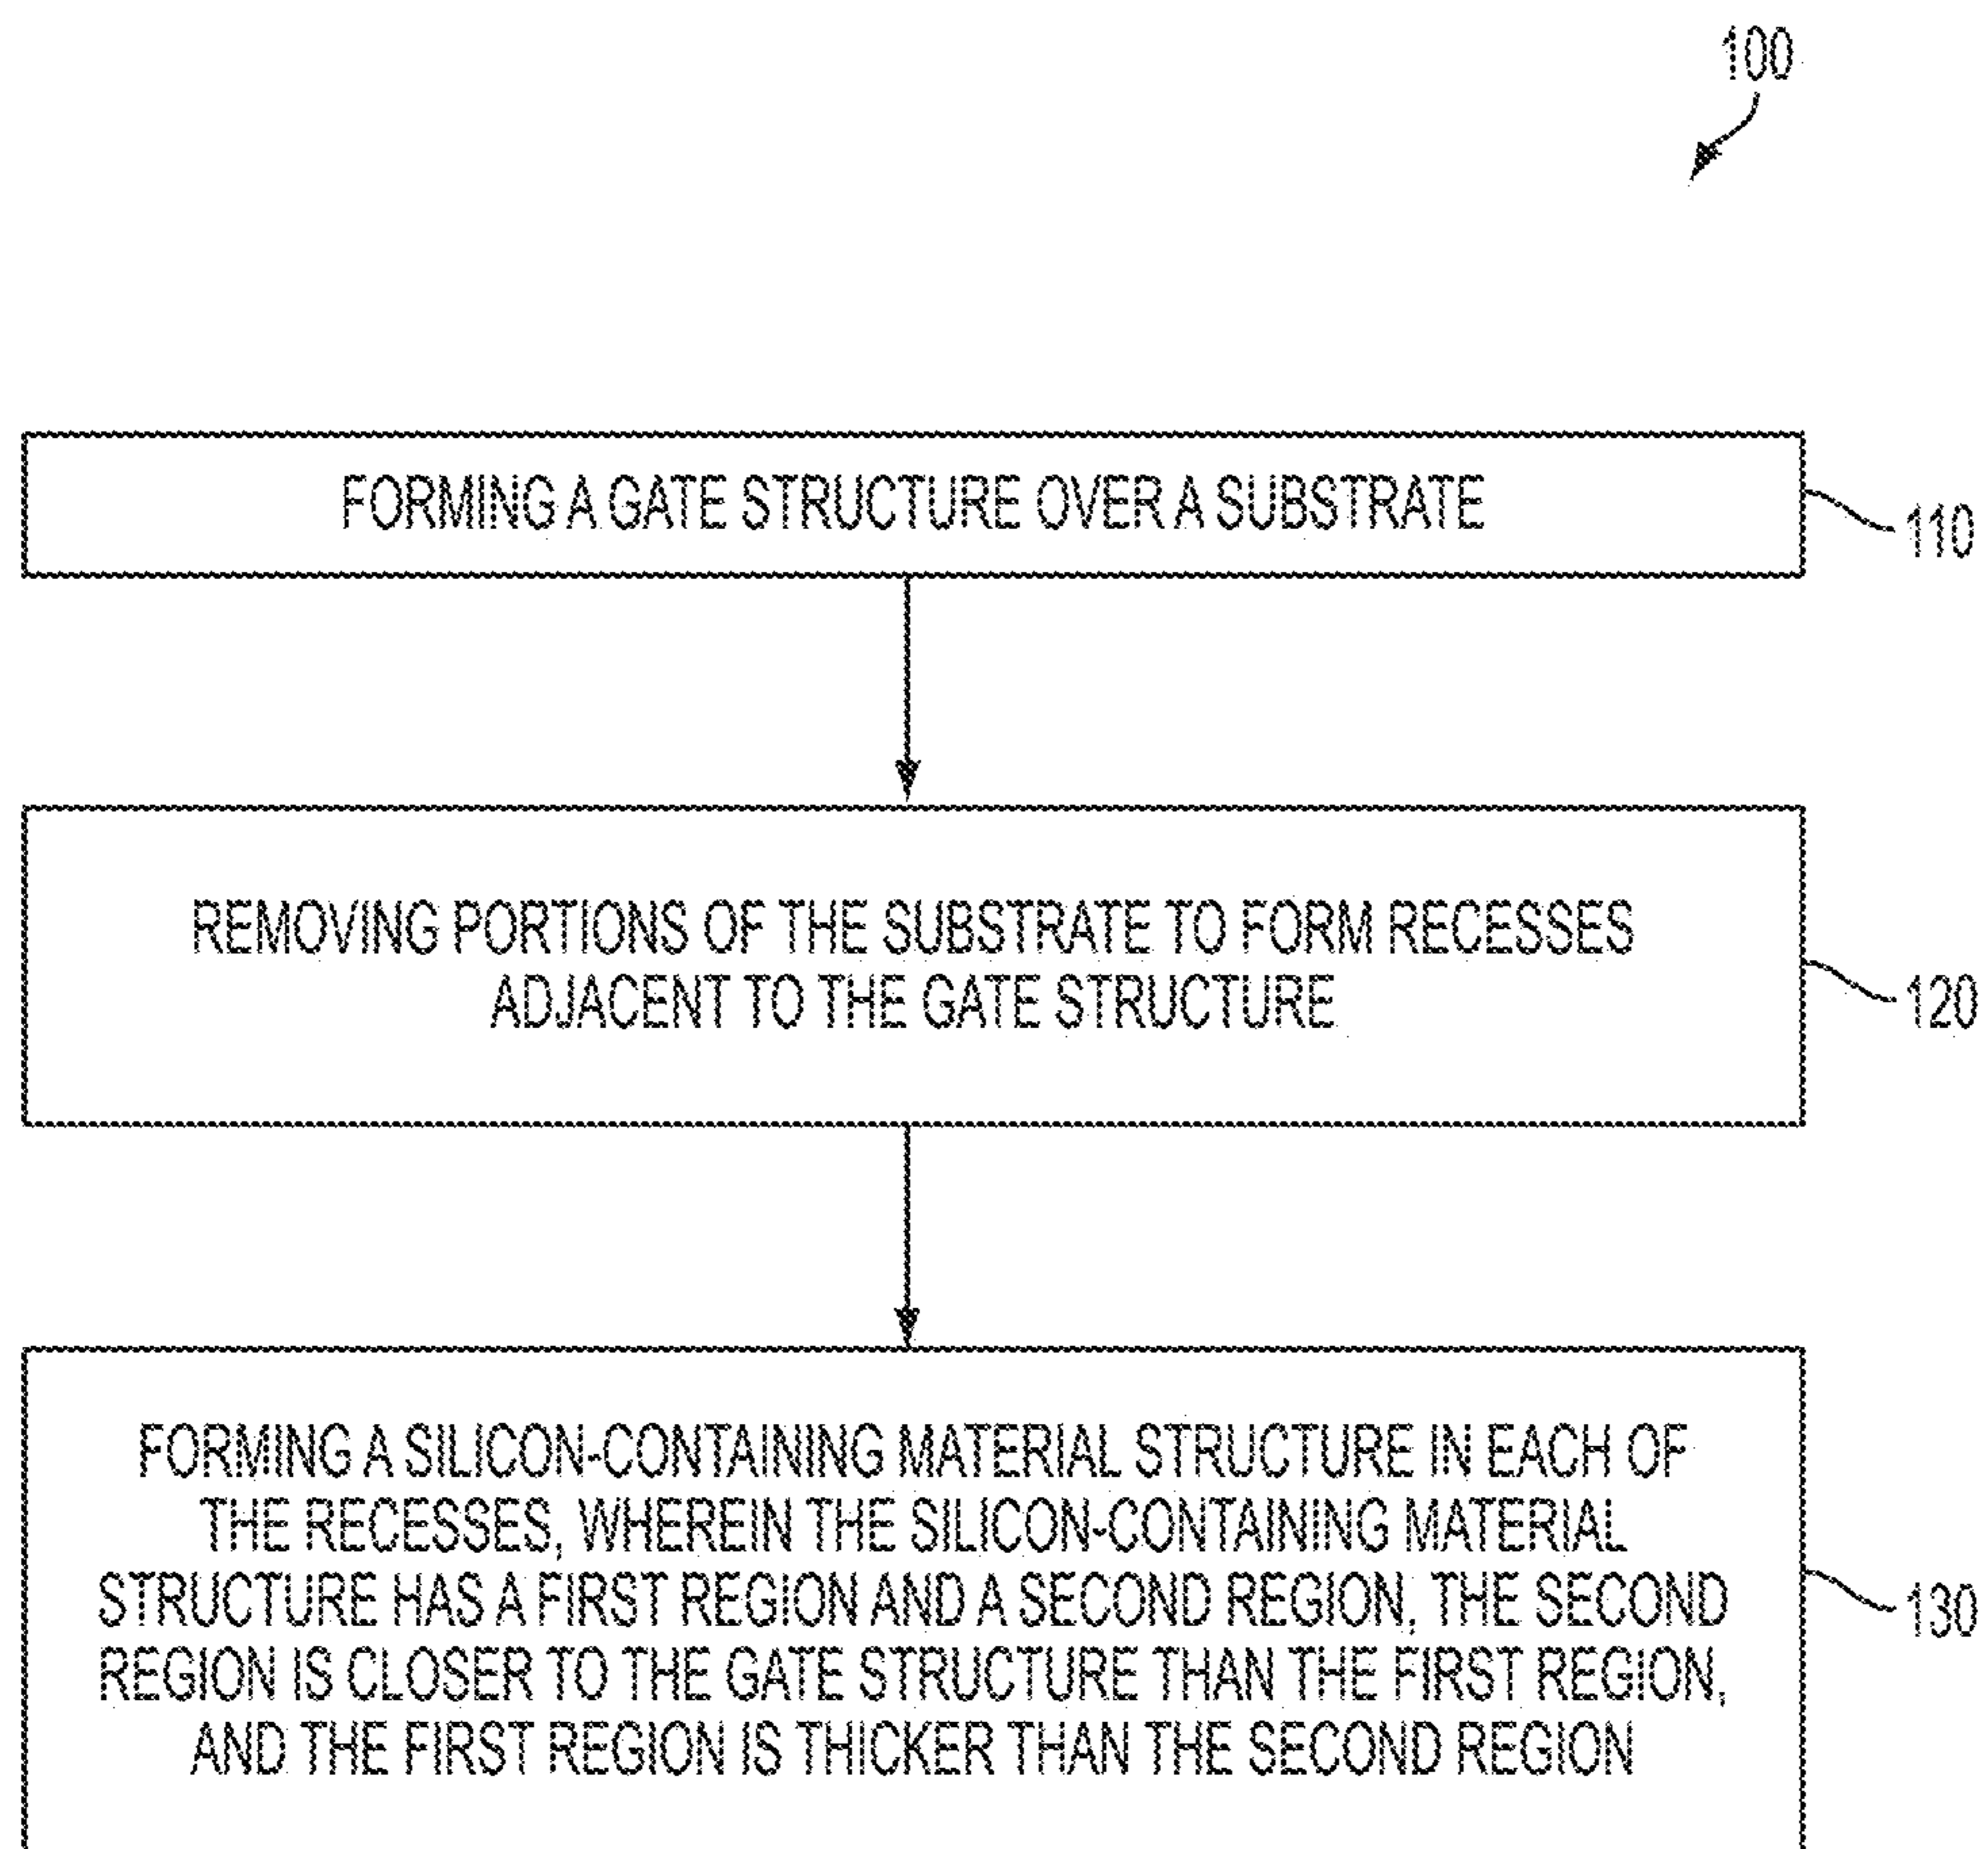 100
FORMING A GATE STRUCTURE OVER A SUBSTRATE
110
REMOVING PORTIONS OF THE SUBSTRATE TO FORM RECESSES
ADJACENT TO THE GATE STRUCTURE
120
FORMING A SILICON-CONTAINING MATERIAL STRUCTURE IN EACH OF
THE RECESSES, WHEREIN THE SILICON-CONTAINING MATERIAL
STRUCTURE HAS A FIRST REGION AND A SECOND REGION, THE SECOND
REGION IS CLOSER TO THE GATE STRUCTURE THAN THE FIRST REGION,
AND THE FIRST REGION IS THICKER THAN THE SECOND REGION
130